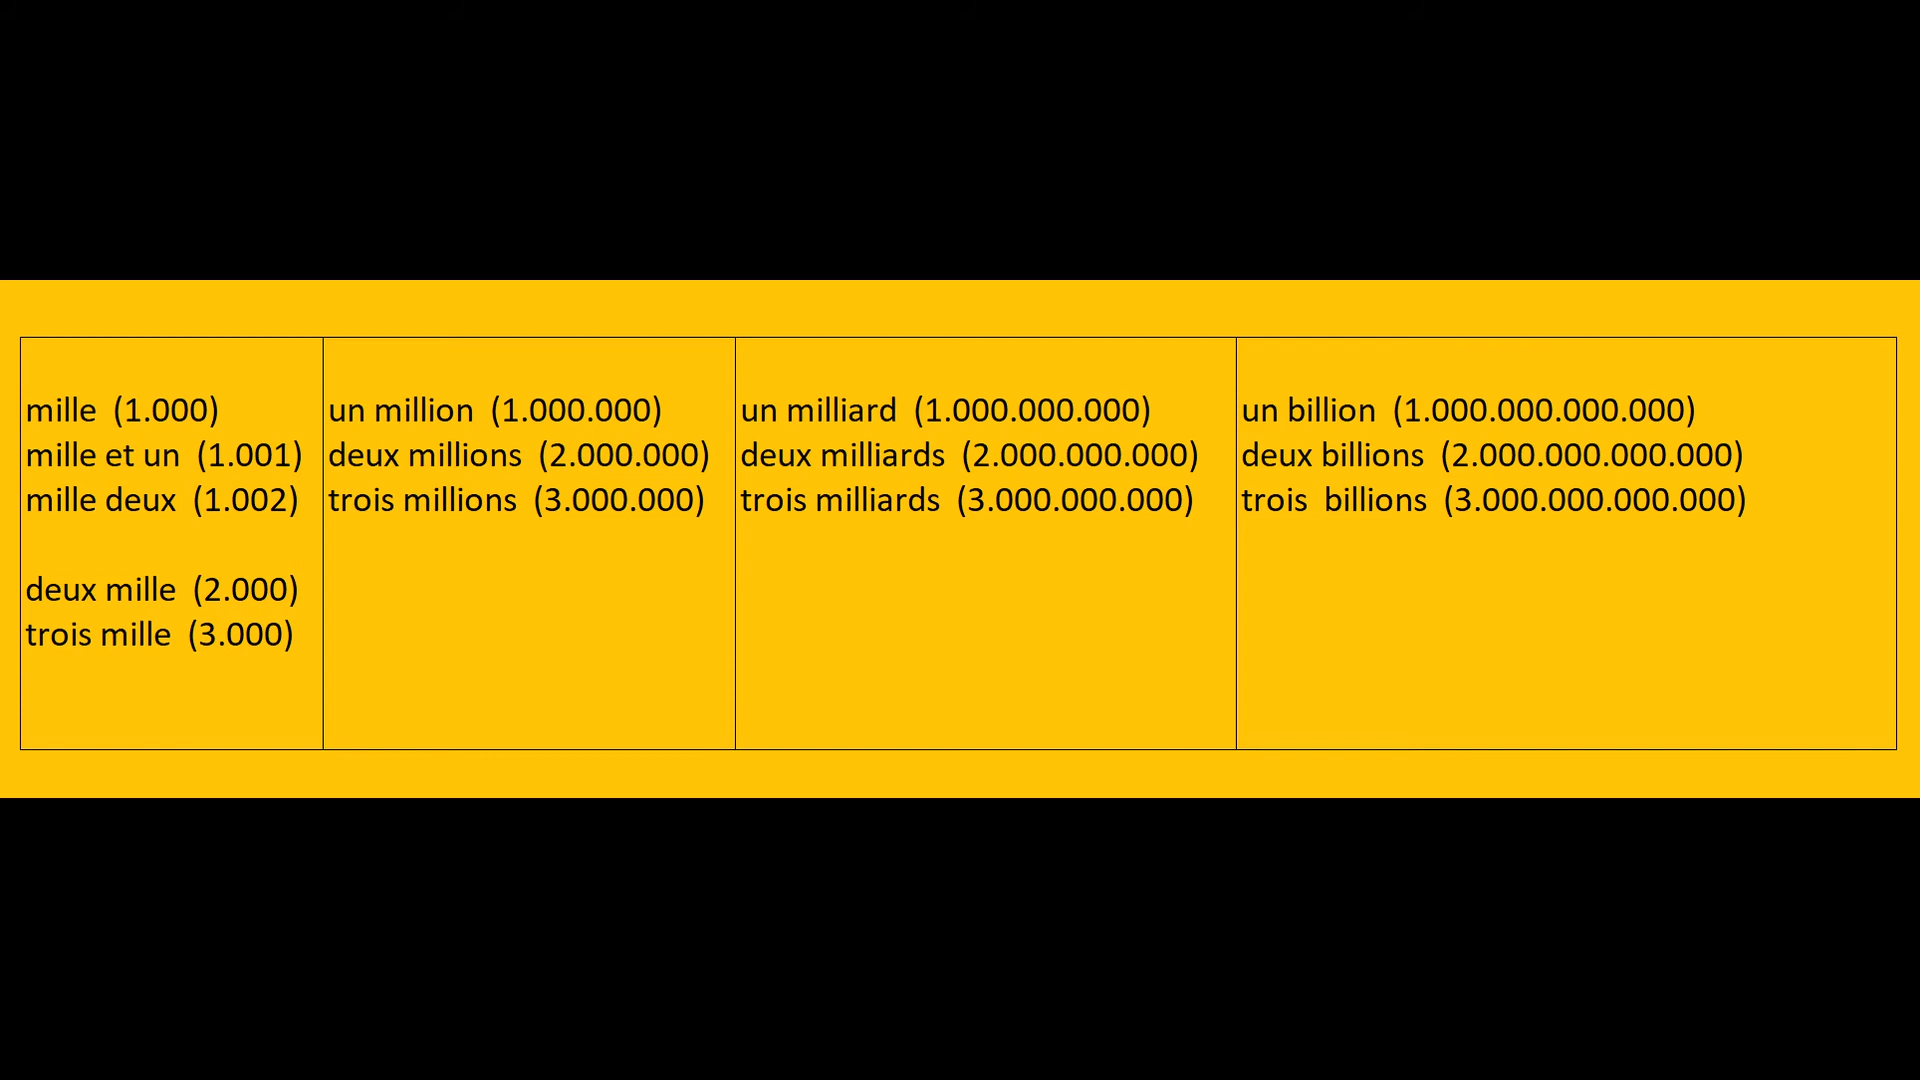 mille (1.000)
mille et un (1.001)
mille deux (1.002)
deux mille (2.000)
trois mille (3.000)
un million (1.000.000)
deux millions (2.000.000)
trois millions (3.000.000)
un milliard (1.000.000.000)
deux milliards (2.000.000.000)
trois milliards (3.000.000.000)
un billion (1.000.000.000.000)
deux billions (2.000.000.000.000)
trois billions (3.000.000.000.000)